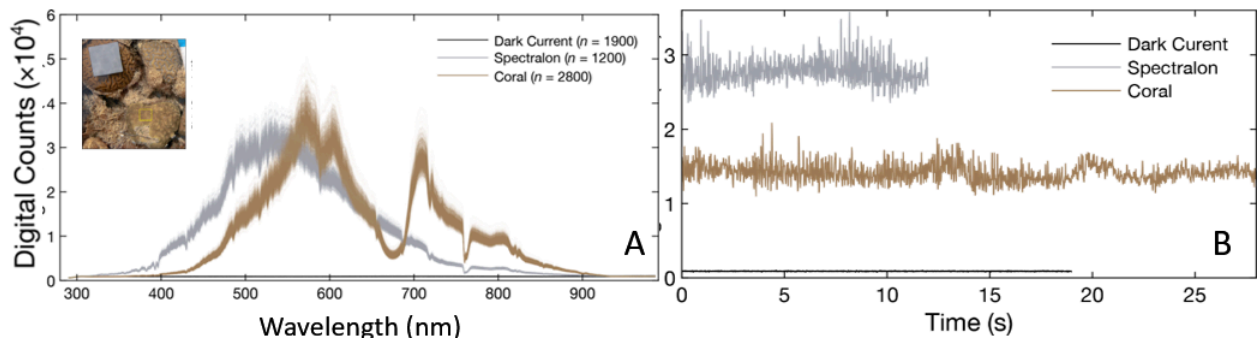 6
5
4
3
2
1
0
Digital Counts (×10⁴)
300 400 500 600 700 800 900
Wavelength (nm)
Dark Current (n = 1900)
Spectralon (n = 1200)
Coral (n = 2800)
A
3
2
1
0 5 10 15 20 25
Time (s)
Dark Curent
Spectralon
Coral
B